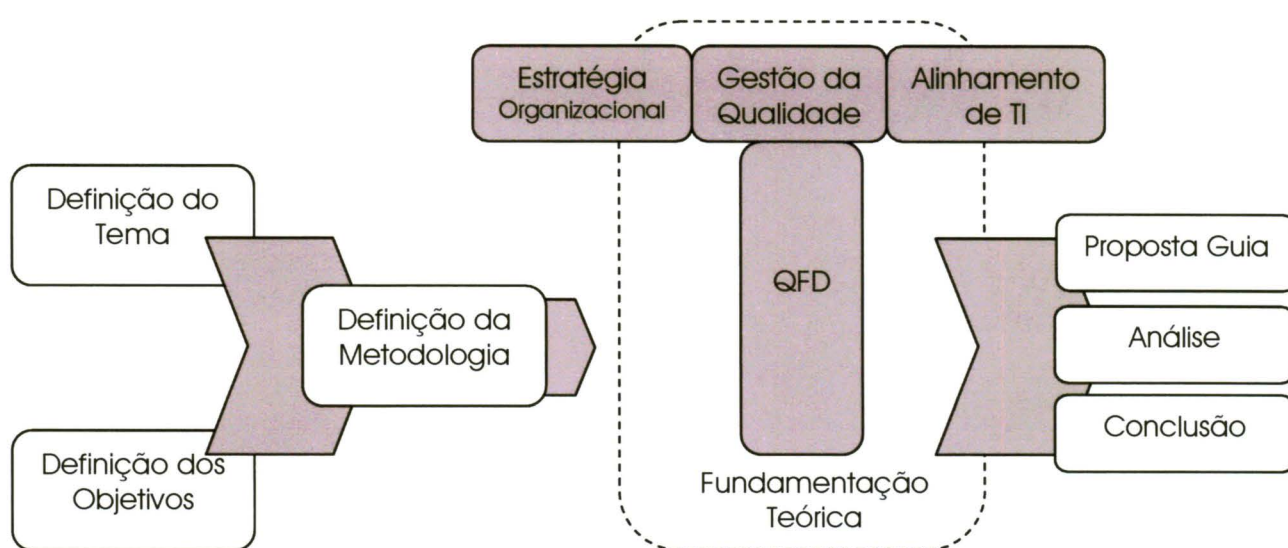 Estratégia
Organizacional
Gestão da
Qualidade
Alinhamento
de TI
Definição do
Tema
Definição dos
Objetivos
Definição da
Metodologia
QFD
Fundamentação
Teórica
Proposta Guia
Análise
Conclusão